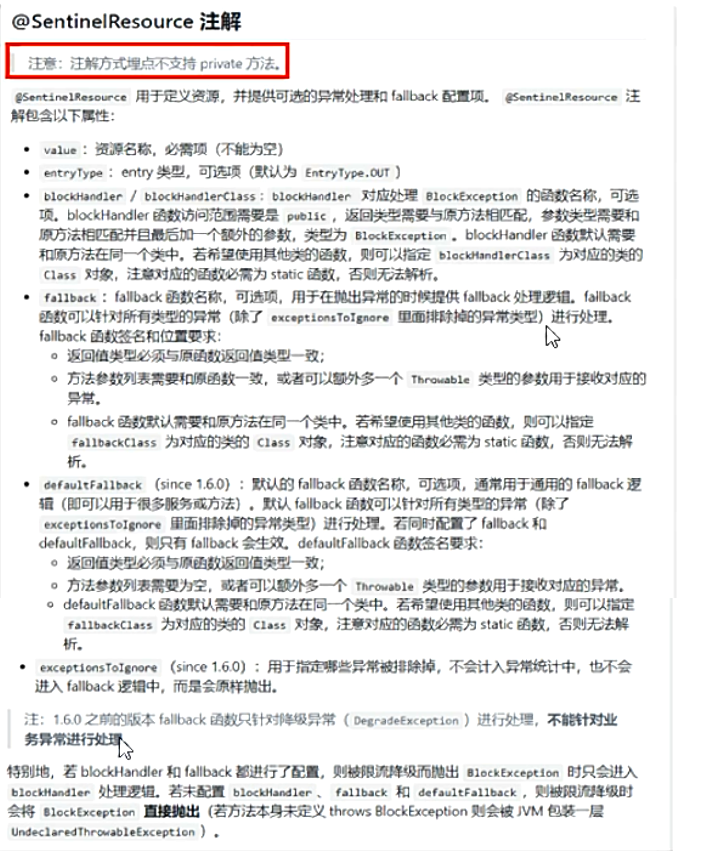 @SentinelResource 注解
注意：注解方式埋点不支持 private 方法。
@SentinelResource 用于定义资源，并提供可选的异常处理和 fallback 配置项。 @SentinelResource 注
解包含以下属性：
value：资源名称，必需项（不能为空）
entryType：entry 类型，可选项（默认为 EntryType.OUT）
blockHandler / blockHandlerClass：blockHandler 对应处理 BlockException 的函数名称，可选
项。blockHandler 函数访问范围需要是 public，返回类型需要与原方法相匹配，参数类型需要和
原方法相匹配并且最后加一个额外的参数，类型为 BlockException。blockHandler 函数默认需要
和原方法在同一个类中。若希望使用其他类的函数，则可以指定 blockHandlerClass 为对应的类的
Class 对象，注意对应的函数必需为 static 函数，否则无法解析。
fallback：fallback 函数名称，可选项，用于在抛出异常的时候提供 fallback 处理逻辑。fallback
函数可以针对所有类型的异常（除了 exceptionsToIgnore 里面排除掉的异常类型）进行处理。
fallback 函数签名和位置要求：
返回值类型必须与原函数返回值类型一致；
方法参数列表需要和原函数一致，或者可以额外多一个 Throwable 类型的参数用于接收对应的
异常。
fallback 函数默认需要和原方法在同一个类中。若希望使用其他类的函数，则可以指定
fallbackClass 为对应的类的 Class 对象，注意对应的函数必需为 static 函数，否则无法解
析。
defaultFallback（since 1.6.0）：默认的 fallback 函数名称，可选项，通常用于通用的 fallback 逻
辑（即可以用于很多服务或方法）。默认 fallback 函数可以针对所有类型的异常（除了
exceptionsToIgnore 里面排除掉的异常类型）进行处理。若同时配置了 fallback 和
defaultFallback，则只有 fallback 会生效。defaultFallback 函数签名要求：
返回值类型必须与原函数返回值类型一致；
方法参数列表需要为空，或者可以额外多一个 Throwable 类型的参数用于接收对应的异常。
defaultFallback 函数默认需要和原方法在同一个类中。若希望使用其他类的函数，则可以指定
fallbackClass 为对应的类的 Class 对象，注意对应的函数必需为 static 函数，否则无法解
析。
exceptionsToIgnore（since 1.6.0）：用于指定哪些异常被排除掉，不会计入异常统计中，也不会
进入 fallback 逻辑中，而是会原样抛出。
注：1.6.0 之前的版本 fallback 函数只针对降级异常（DegradeException）进行处理，不能针对业
务异常进行处理
特别地，若 blockHandler 和 fallback 都进行了配置，则被限流降级而抛出 BlockException 时只会进入
blockHandler 处理逻辑。若未配置 blockHandler、fallback 和 defaultFallback，则被限流降级时
会将 BlockException 直接抛出（若方法本身未定义 throws BlockException 则会被 JVM 包装一层
UndeclaredThrowableException）。